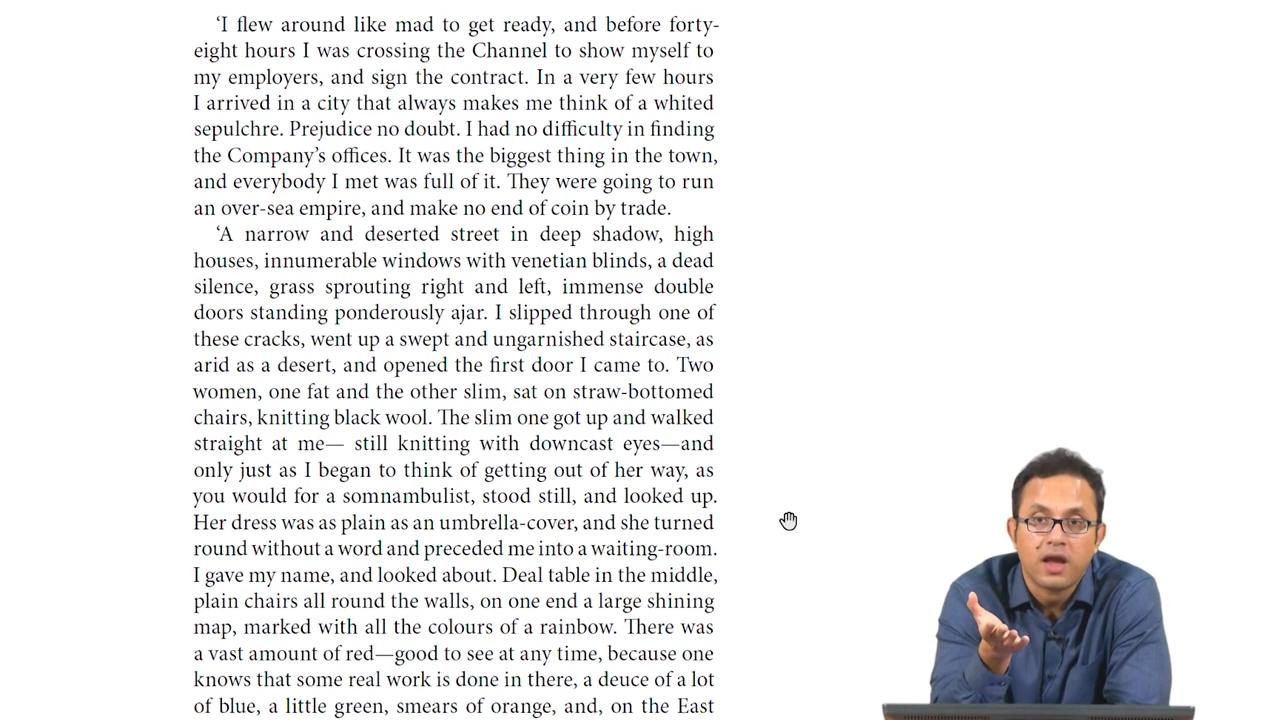 ‘I flew around like mad to get ready, and before forty-
eight hours I was crossing the Channel to show myself to
my employers, and sign the contract. In a very few hours
I arrived in a city that always makes me think of a whited
sepulchre. Prejudice no doubt. I had no difficulty in finding
the Company’s offices. It was the biggest thing in the town,
and everybody I met was full of it. They were going to run
an over-sea empire, and make no end of coin by trade.
‘A narrow and deserted street in deep shadow, high
houses, innumerable windows with venetian blinds, a dead
silence, grass sprouting right and left, immense double
doors standing ponderously ajar. I slipped through one of
these cracks, went up a swept and ungarnished staircase, as
arid as a desert, and opened the first door I came to. Two
women, one fat and the other slim, sat on straw-bottomed
chairs, knitting black wool. The slim one got up and walked
straight at me— still knitting with downcast eyes—and
only just as I began to think of getting out of her way, as
you would for a somnambulist, stood still, and looked up.
Her dress was as plain as an umbrella-cover, and she turned
round without a word and preceded me into a waiting-room.
I gave my name, and looked about. Deal table in the middle,
plain chairs all round the walls, on one end a large shining
map, marked with all the colours of a rainbow. There was
a vast amount of red—good to see at any time, because one
knows that some real work is done in there, a deuce of a lot
of blue, a little green, smears of orange, and, on the East